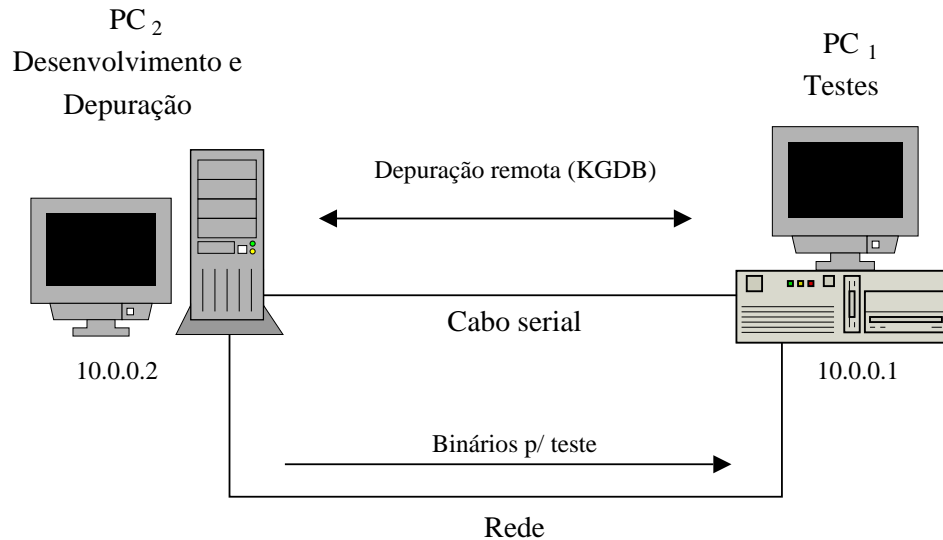 PC 2
Desenvolvimento e
Depuração
PC 1
Testes
Depuração remota (KGDB)
Cabo serial
10.0.0.2
10.0.0.1
Binários p/ teste
Rede